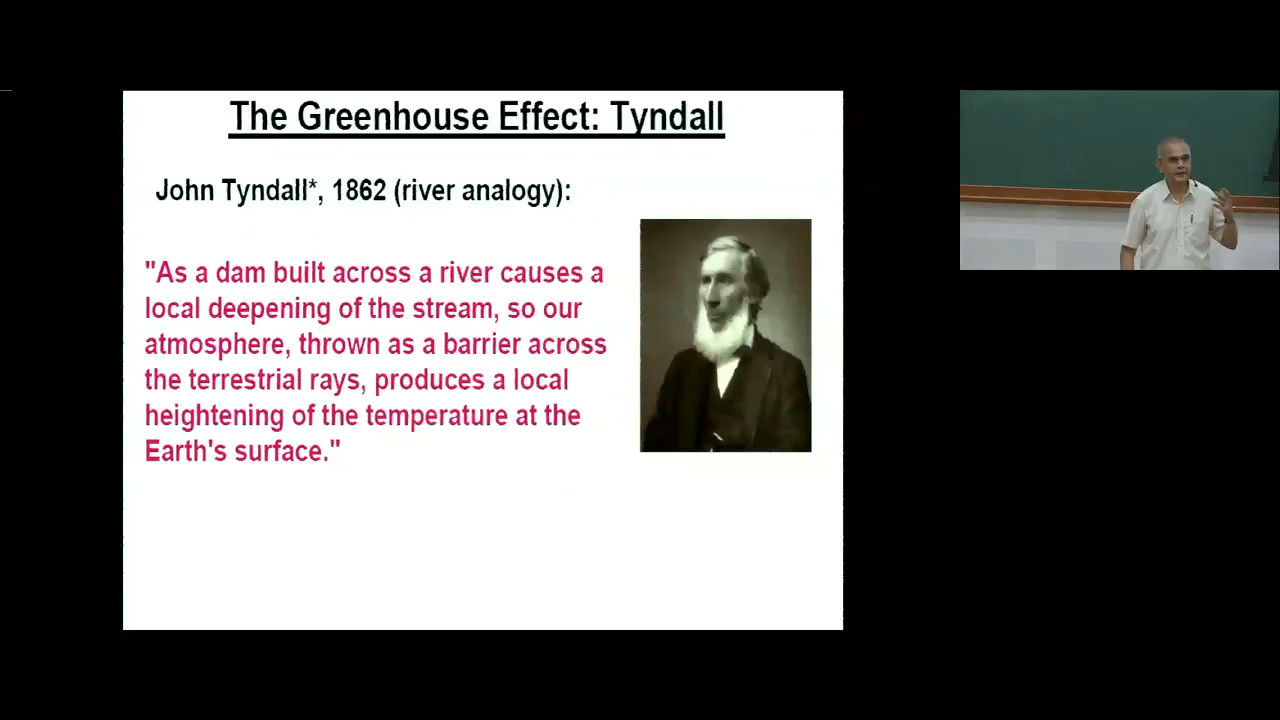 The Greenhouse Effect: Tyndall
John Tyndall*, 1862 (river analogy):
"As a dam built across a river causes a
local deepening of the stream, so our
atmosphere, thrown as a barrier across
the terrestrial rays, produces a local
heightening of the temperature at the
Earth's surface."